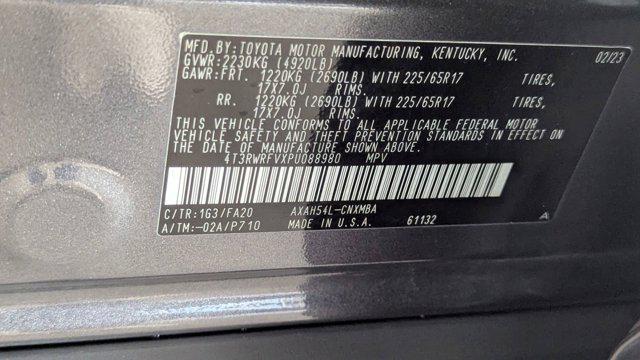 MFD.BY:TOYOTA MOTOR MANUFACTURING, KENTUCKY, INC. 02/23
GVWR:2230KG (4920LB)
GAWR:FRT. 1220KG (2690LB) WITH 225/65R17 TIRES,
17X7.0J RIMS.
RR. 1220KG (2690LB) WITH 225/65R17 TIRES,
17X7.0J RIMS.
THIS VEHICLE CONFORMS TO ALL APPLICABLE FEDERAL MOTOR
VEHICLE SAFETY AND THEFT PREVENTION STANDARDS IN EFFECT ON
THE DATE OF MANUFACTURE SHOWN ABOVE.
4T3RWRFVXPU088980 MPV
C/TR:1G3/FA20 AXAH54L-CNXMBA
A/TM:-02A/P710 MADE IN U.S.A. 61132 A